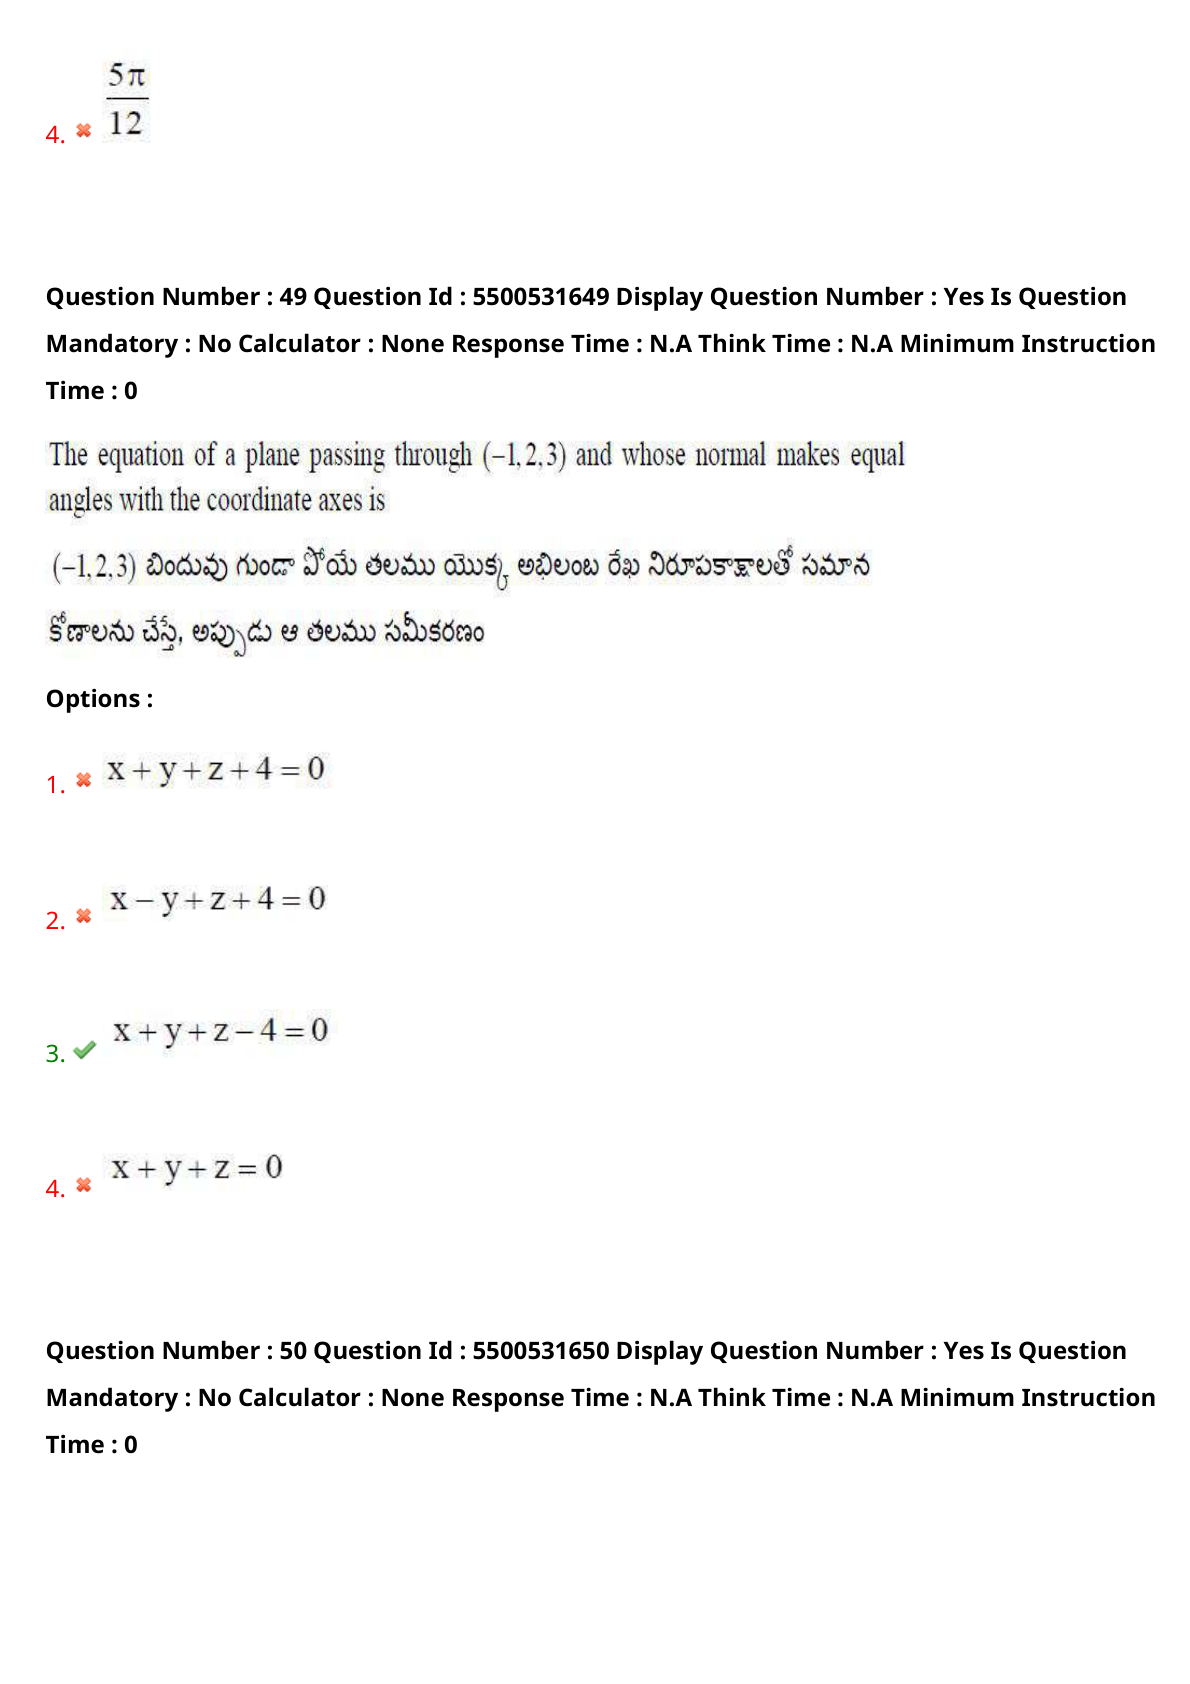 5π
12
4.
Question Number : 49 Question Id : 5500531649 Display Question Number : Yes Is Question
Mandatory : No Calculator : None Response Time : N.A Think Time : N.A Minimum Instruction
Time : 0
The equation of a plane passing through (−1, 2, 3) and whose normal makes equal
angles with the coordinate axes is
(−1, 2, 3) బిందువు గుండా పోయే తలము యొక్క అభిలంబ రేఖ నిరూపకాక్షాలతో సమాన
కోణాలను చేస్తే, అప్పుడు ఆ తలము సమీకరణం
Options :
1. x + y + z + 4 = 0
2. x − y + z + 4 = 0
3. x + y + z − 4 = 0
4. x + y + z = 0
Question Number : 50 Question Id : 5500531650 Display Question Number : Yes Is Question
Mandatory : No Calculator : None Response Time : N.A Think Time : N.A Minimum Instruction
Time : 0